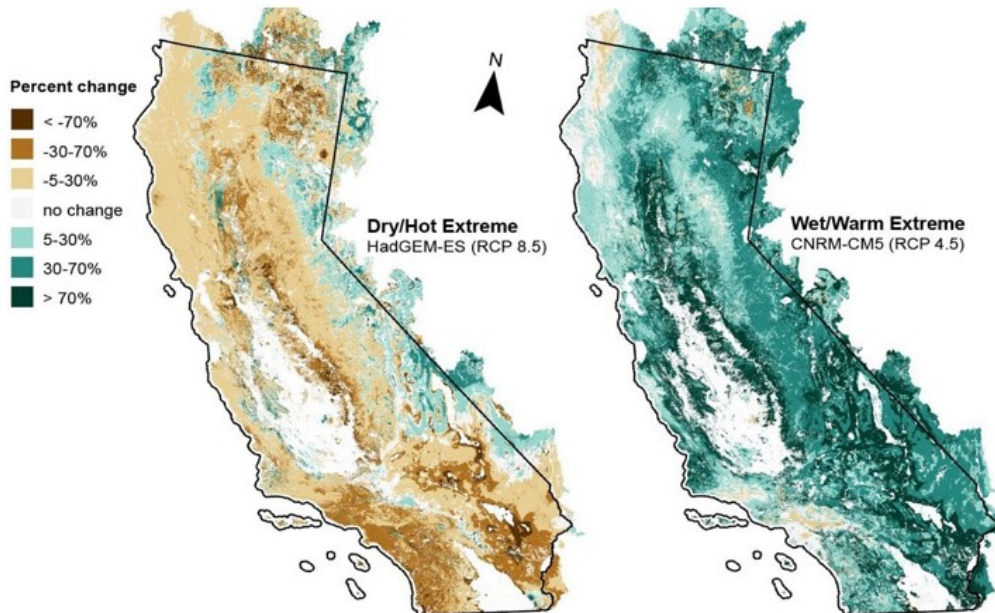 N
Percent change
< -70%
-30-70%
-5-30%
no change
5-30%
30-70%
> 70%
Dry/Hot Extreme
HadGEM-ES (RCP 8.5)
Wet/Warm Extreme
CNRM-CM5 (RCP 4.5)